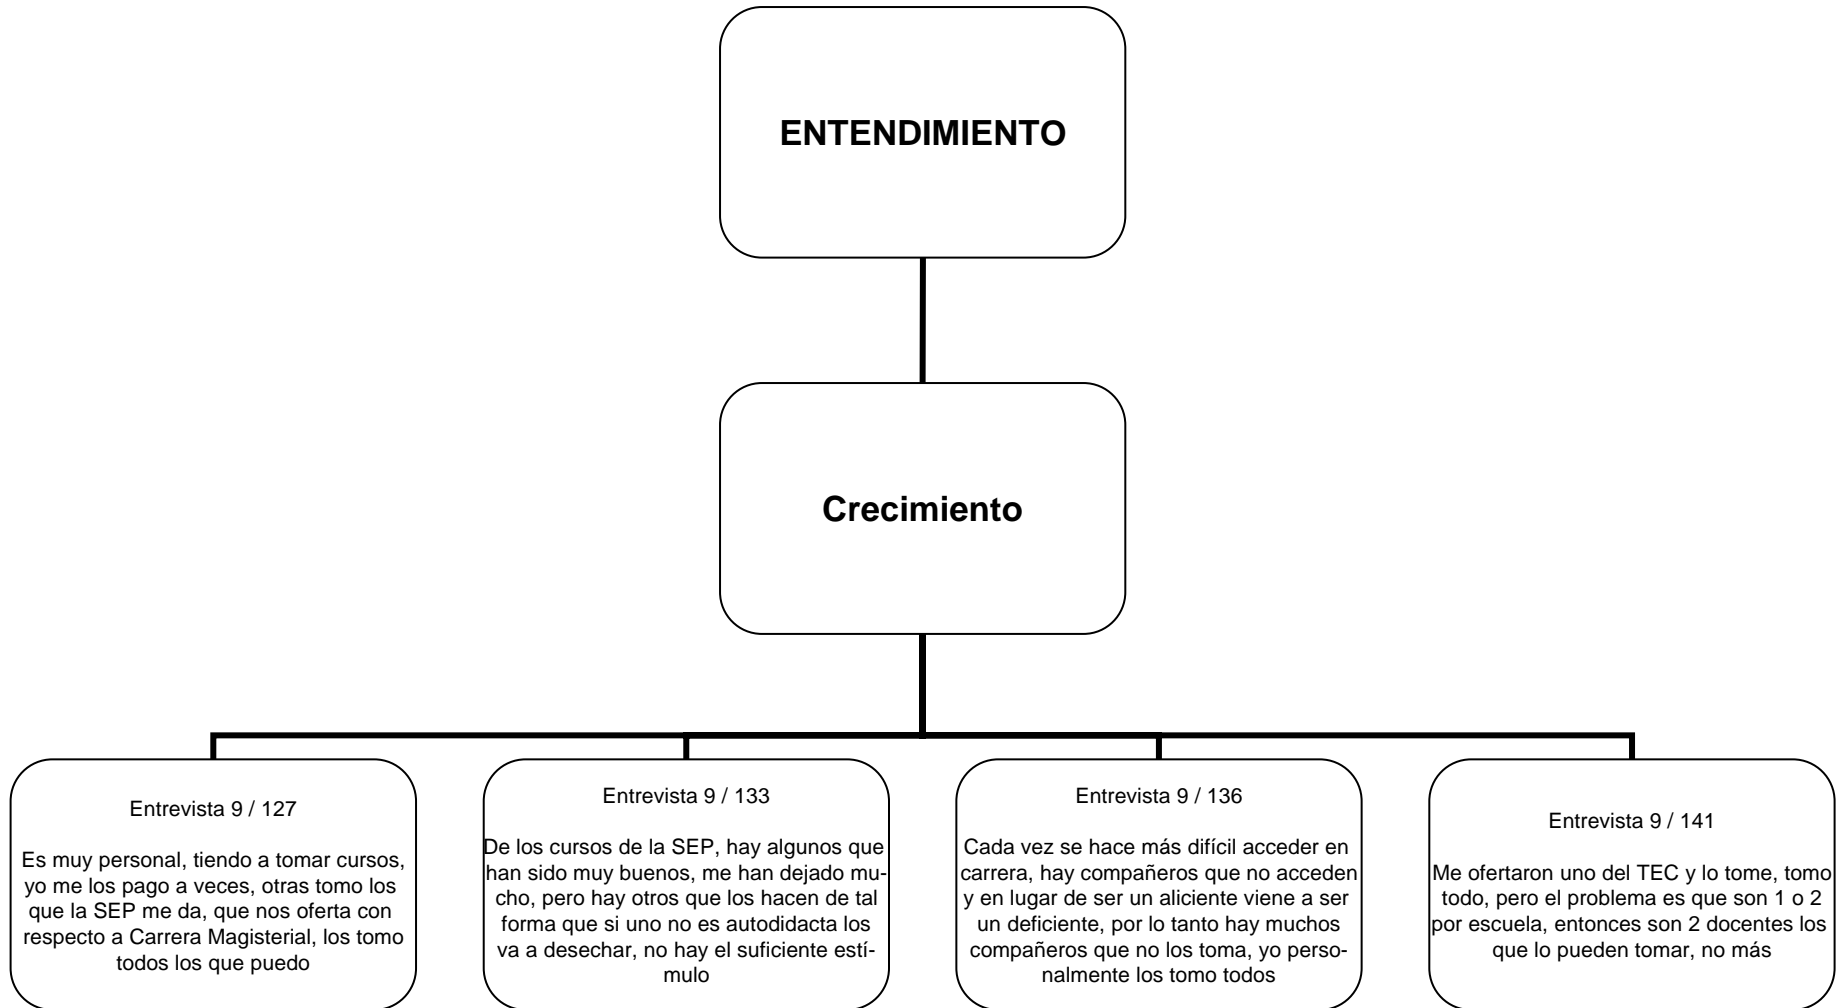 ENTENDIMIENTO
Crecimiento
Entrevista 9 / 127
Es muy personal, tiendo a tomar cursos,
yo me los pago a veces, otras tomo los
que la SEP me da, que nos oferta con
respecto a Carrera Magisterial, los tomo
todos los que puedo
Entrevista 9 / 133
De los cursos de la SEP, hay algunos que
han sido muy buenos, me han dejado mu-
cho, pero hay otros que los hacen de tal
forma que si uno no es autodidacta los
va a desechar, no hay el suficiente estí-
mulo
Entrevista 9 / 136
Cada vez se hace más difícil acceder en
carrera, hay compañeros que no acceden
y en lugar de ser un aliciente viene a ser
un deficiente, por lo tanto hay muchos
compañeros que no los toma, yo perso-
nalmente los tomo todos
Entrevista 9 / 141
Me ofertaron uno del TEC y lo tome, tomo
todo, pero el problema es que son 1 o 2
por escuela, entonces son 2 docentes los
que lo pueden tomar, no más